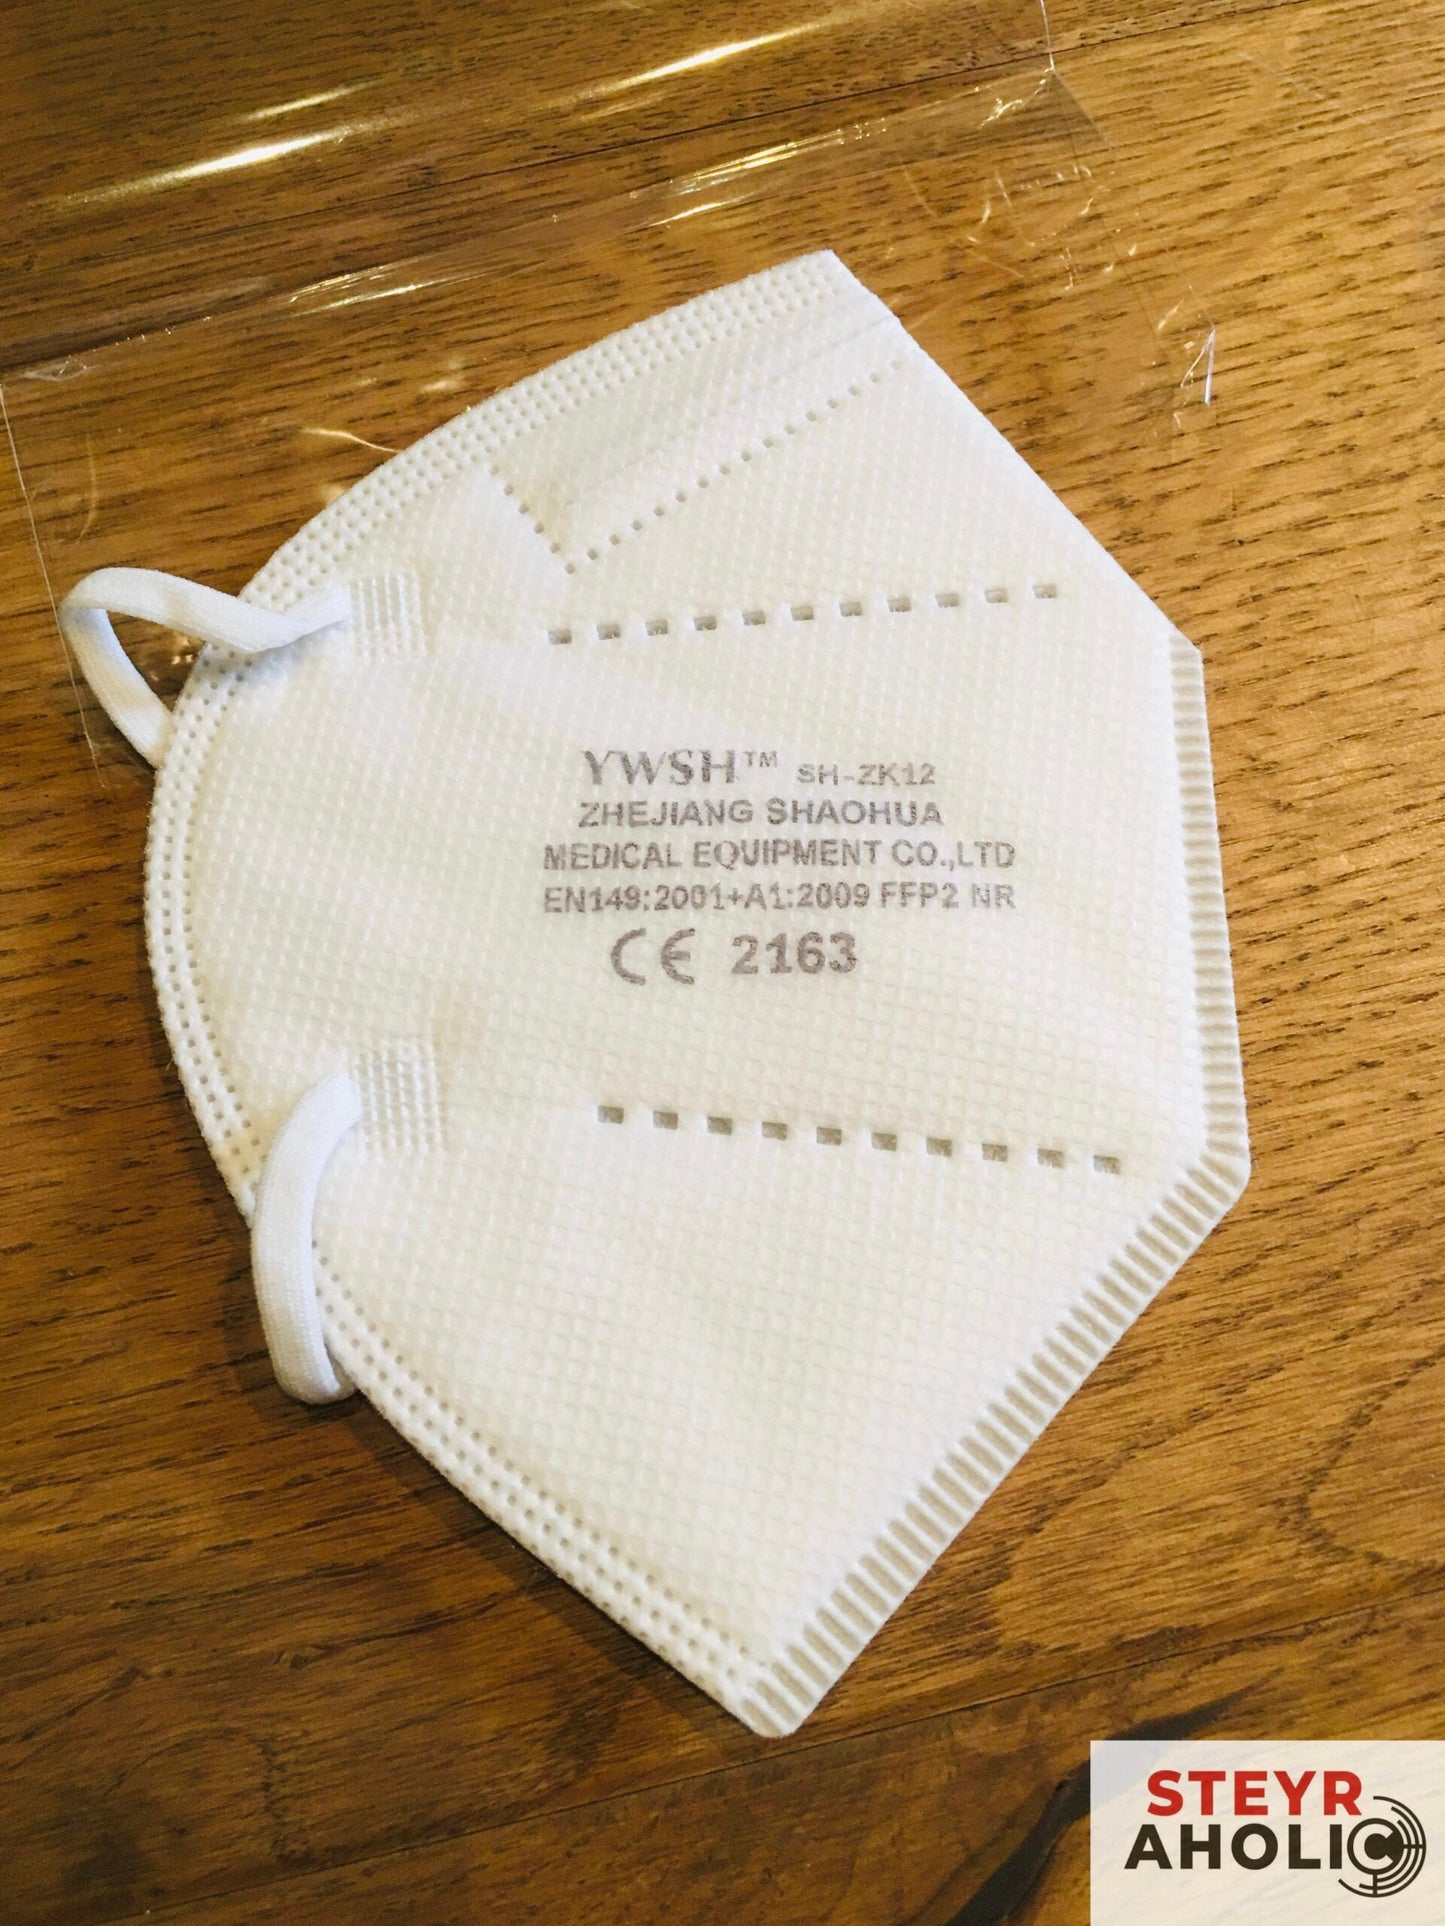 YWSH™ SH-ZK12
ZHEJIANG SHAOHUA
MEDICAL EQUIPMENT CO.,LTD
EN149:2001+A1:2009 FFP2 NR
CE 2163
STEYR
AHOLIC